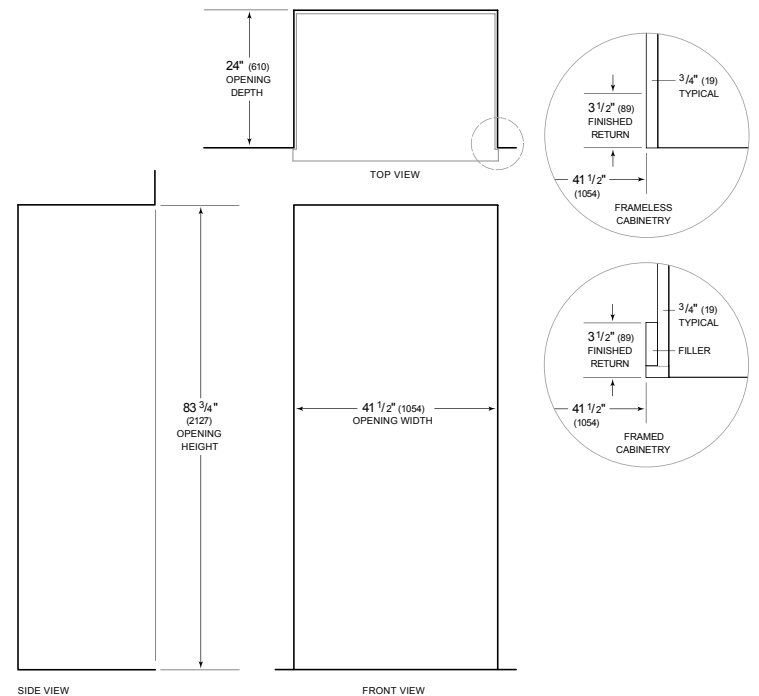 24" (610)
OPENING
DEPTH
TOP VIEW
3/4" (19)
TYPICAL
3 1/2" (89)
FINISHED
RETURN
41 1/2"
(1054)
FRAMELESS
CABINETRY
3/4" (19)
TYPICAL
3 1/2" (89)
FINISHED
RETURN
FILLER
41 1/2"
(1054)
FRAMED
CABINETRY
83 3/4"
(2127)
OPENING
HEIGHT
41 1/2" (1054)
OPENING WIDTH
SIDE VIEW
FRONT VIEW